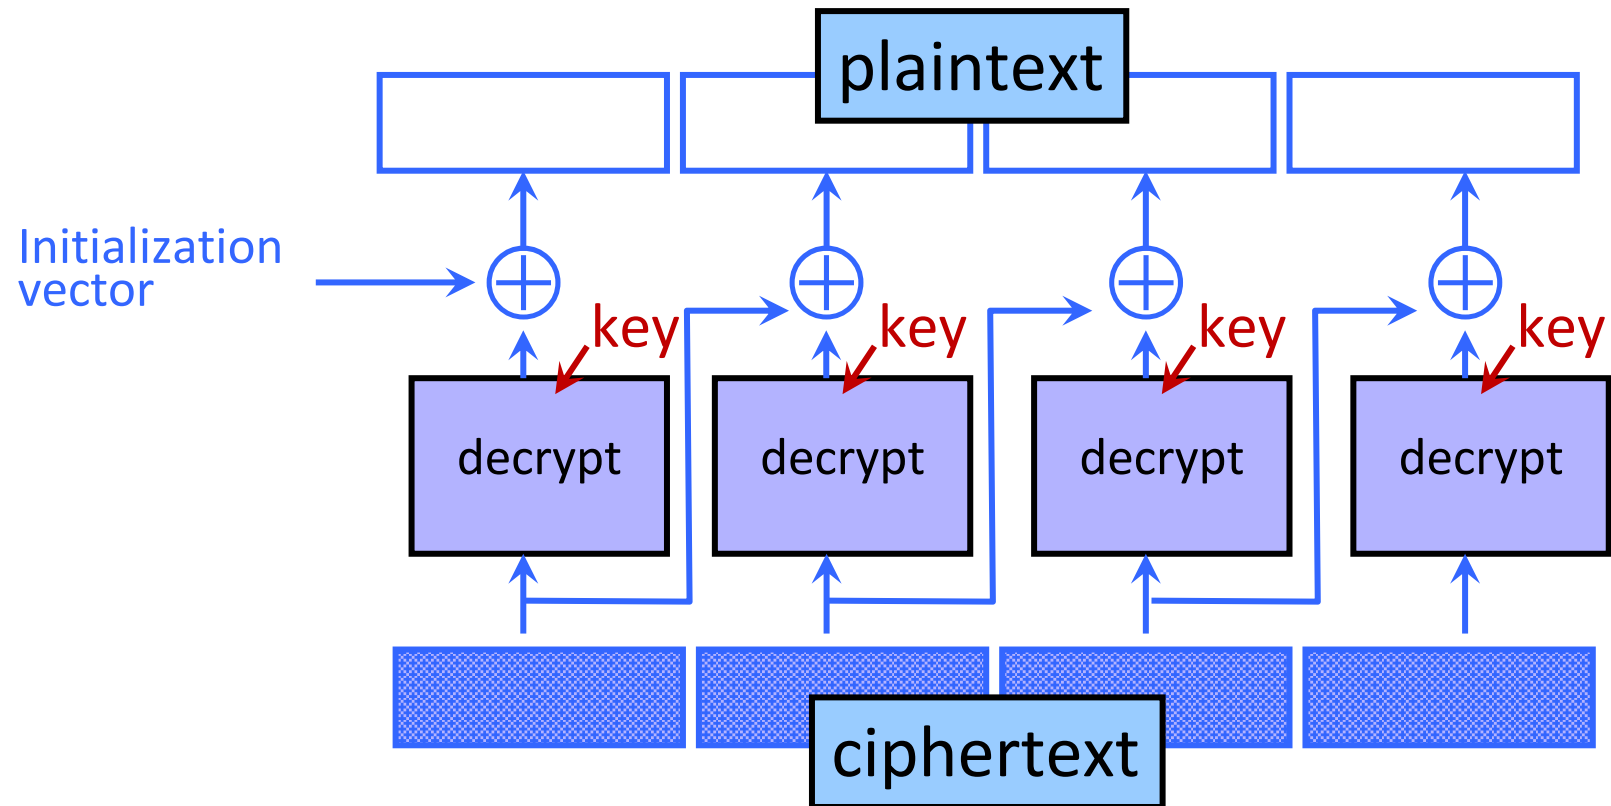 plaintext
Initialization
vector
key
key
key
key
decrypt
decrypt
decrypt
decrypt
ciphertext